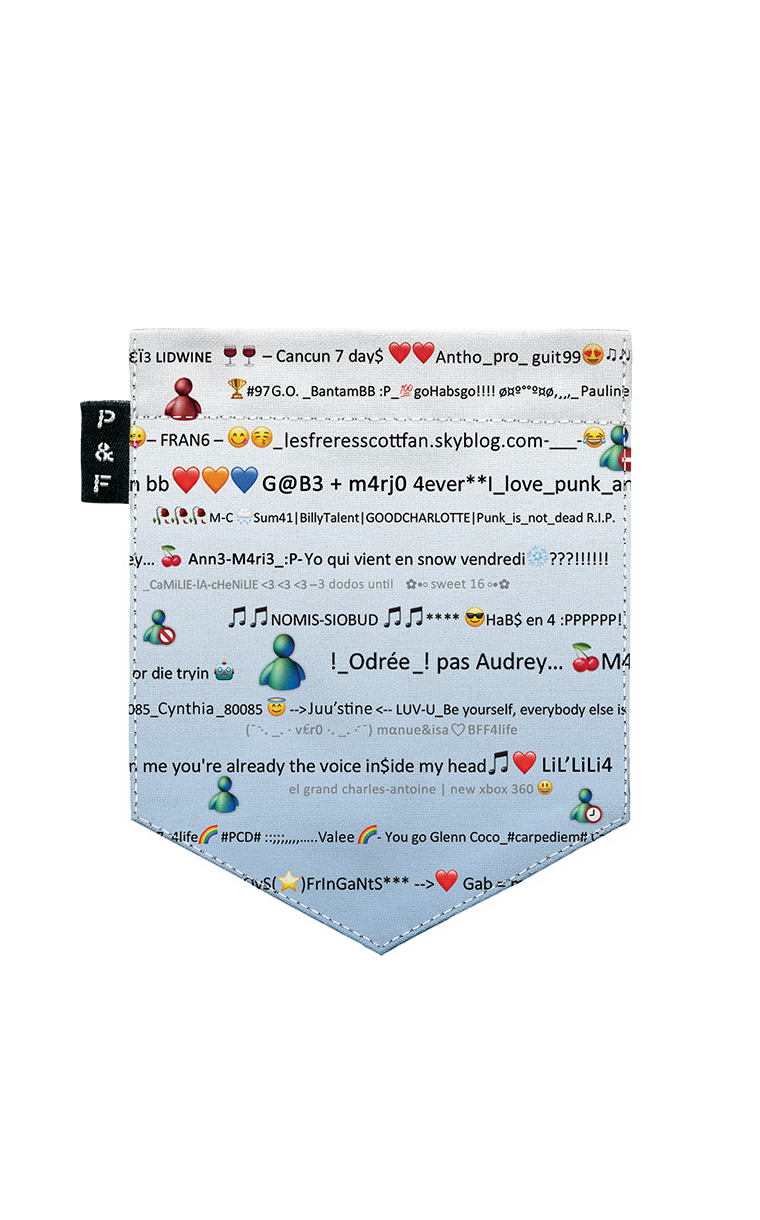 εϊ3 LIDWINE 🍷🍷 – Cancun 7 day$ ❤️❤️Antho_pro_ guit99😍♫♪
🏆#97G.O. _BantamBB :P_💯goHabsgo!!!! ø¤º°°º¤ø,¸¸,_ Pauline
P & F
😜– FRAN6 – 😋😚_lesfreresscottfan.skyblog.com-___-😂
n bb❤️🧡💙 G@B3 + m4rj0 4ever**I_love_punk_an
🥀🥀🥀 M-C 🌨️Sum41|BillyTalent|GOODCHARLOTTE|Punk_is_not_dead R.I.P.
ey... 🍒 Ann3-M4ri3_:P-Yo qui vient en snow vendredi❄️???!!!!!!
_CaMiLlE-lA-cHeNiLlE <3 <3 <3 –3 dodos until ✿•∘ sweet 16 ∘•✿
🎵🎵NOMIS-SIOBUD 🎵🎵**** 😎HaB$ en 4 :PPPPPP!
!_Odrée_! pas Audrey... 🍒M4
or die tryin 🤖
085_Cynthia_80085 😇 -->Juu’stine <-- LUV-U_Be yourself, everybody else is
(¯`·._.· v€r0 ·._.·´¯) mαnue&isa♡BFF4life
me you're already the voice in$ide my head🎵❤️ LiL’LiLi4
el grand charles-antoine | new xbox 360 😃
4life🌈 #PCD# ::;;;,,,,.....Valee 🌈- You go Glenn Coco_#carpediem#
vS(⭐)FrInGaNtS*** -->❤️ Gab =